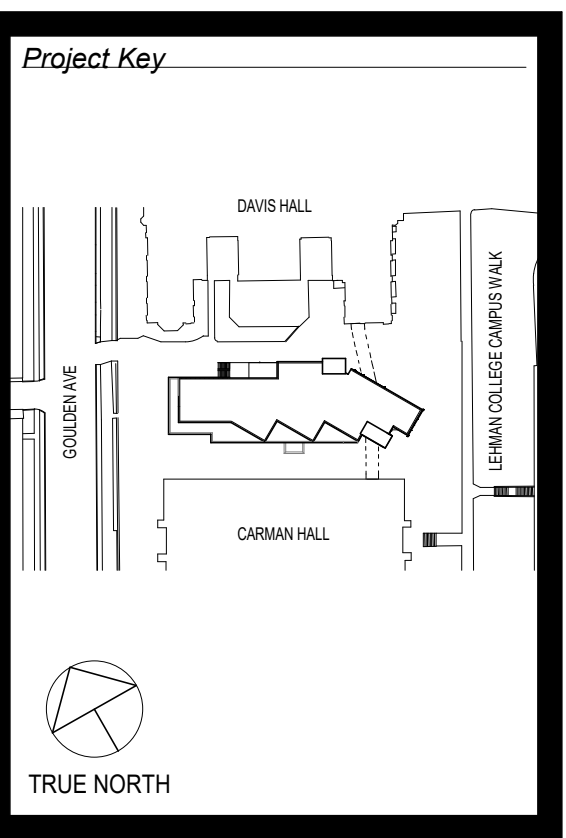 Project Key
DAVIS HALL
GOULDEN AVE
LEHMAN COLLEGE CAMPUS WALK
CARMAN HALL
TRUE NORTH